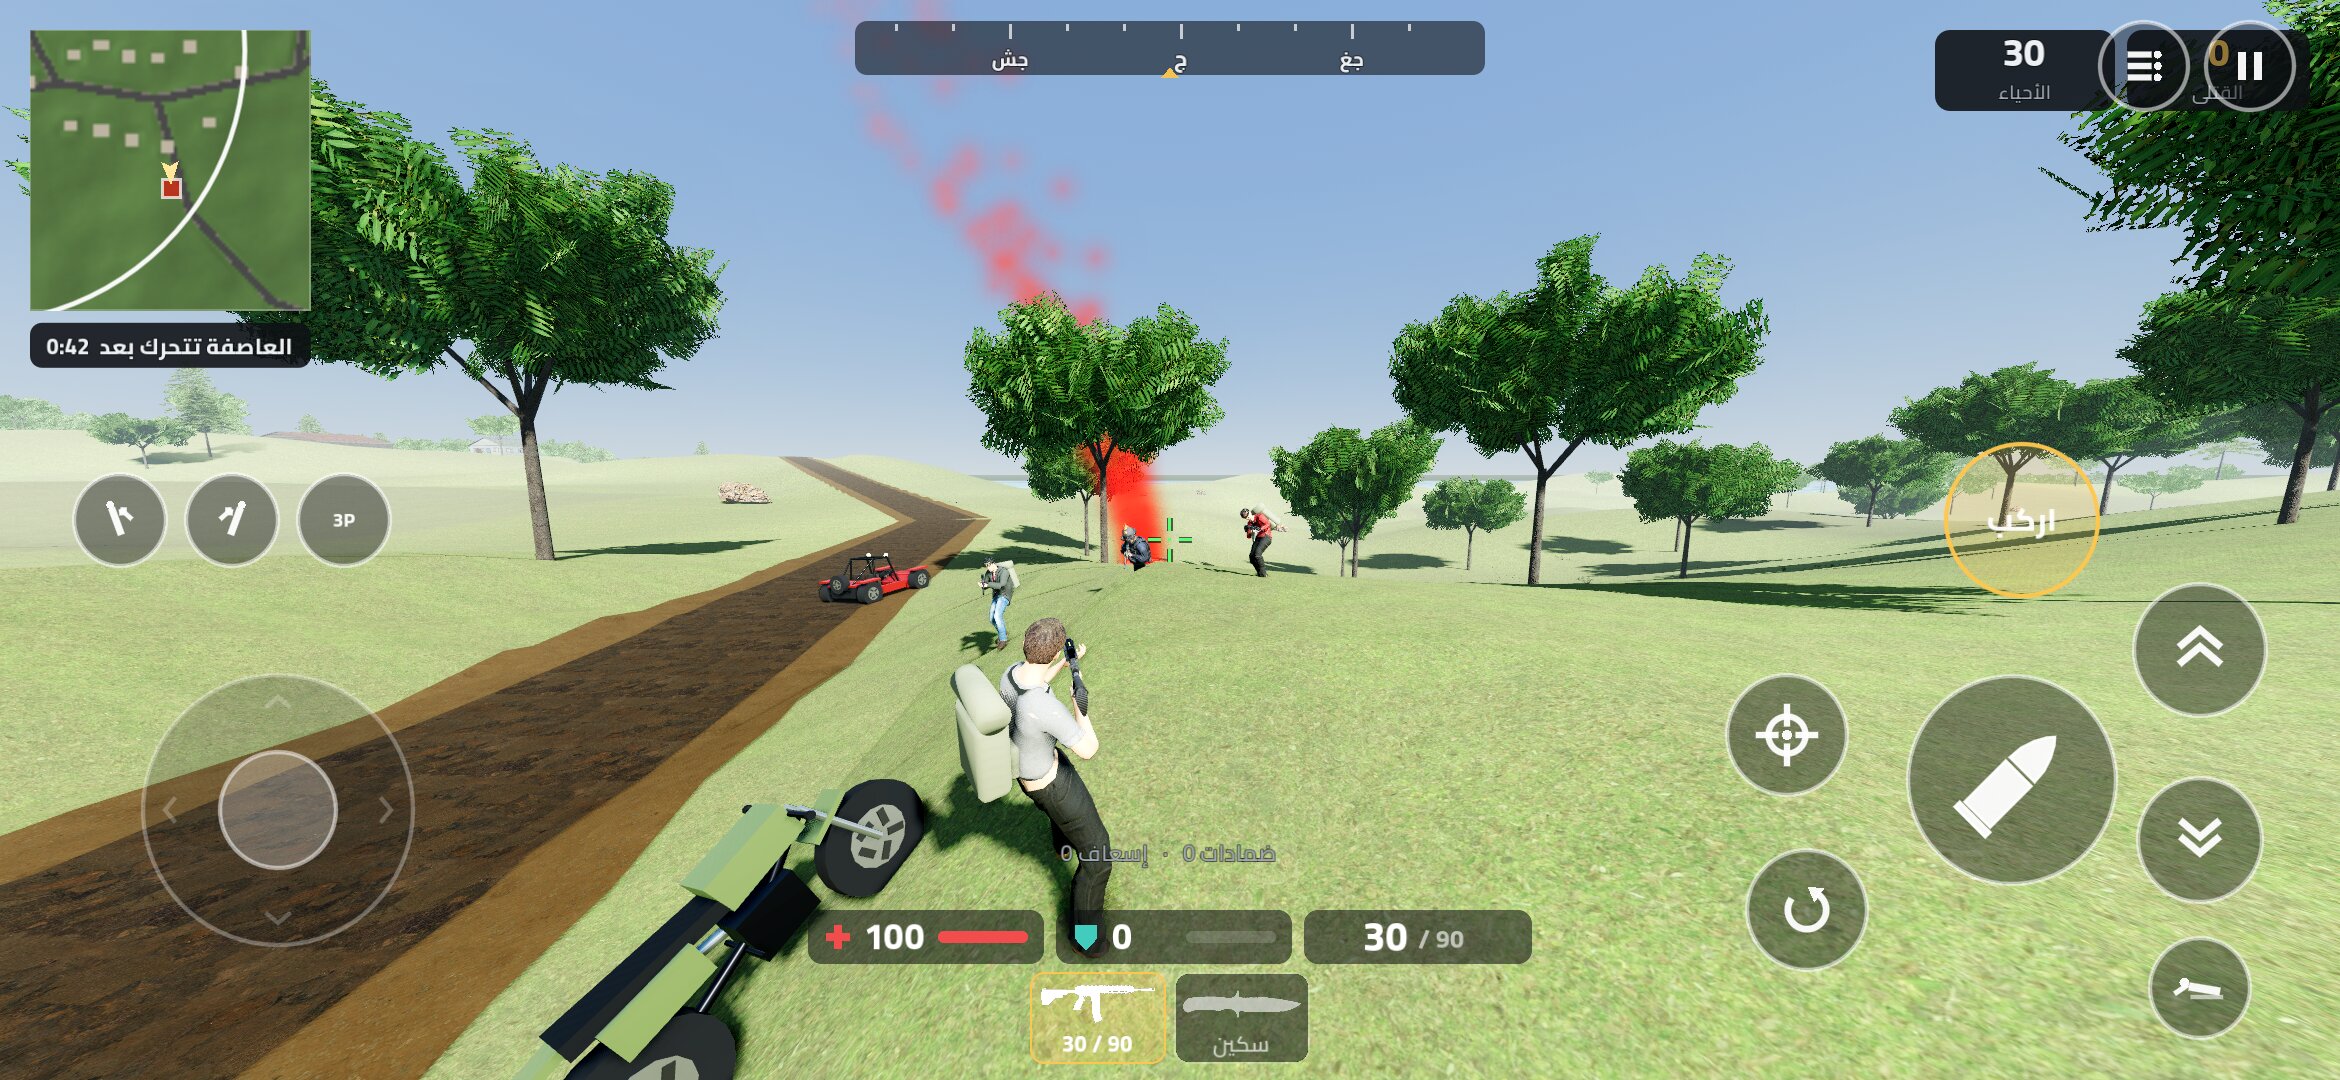 جش ج جغ
30
الأحياء
0
القتلى
العاصفة تتحرك بعد 0:42
3P
اركب
ضمادات 0 · إسعاف 0
100
0
30 / 90
30 / 90
سكين